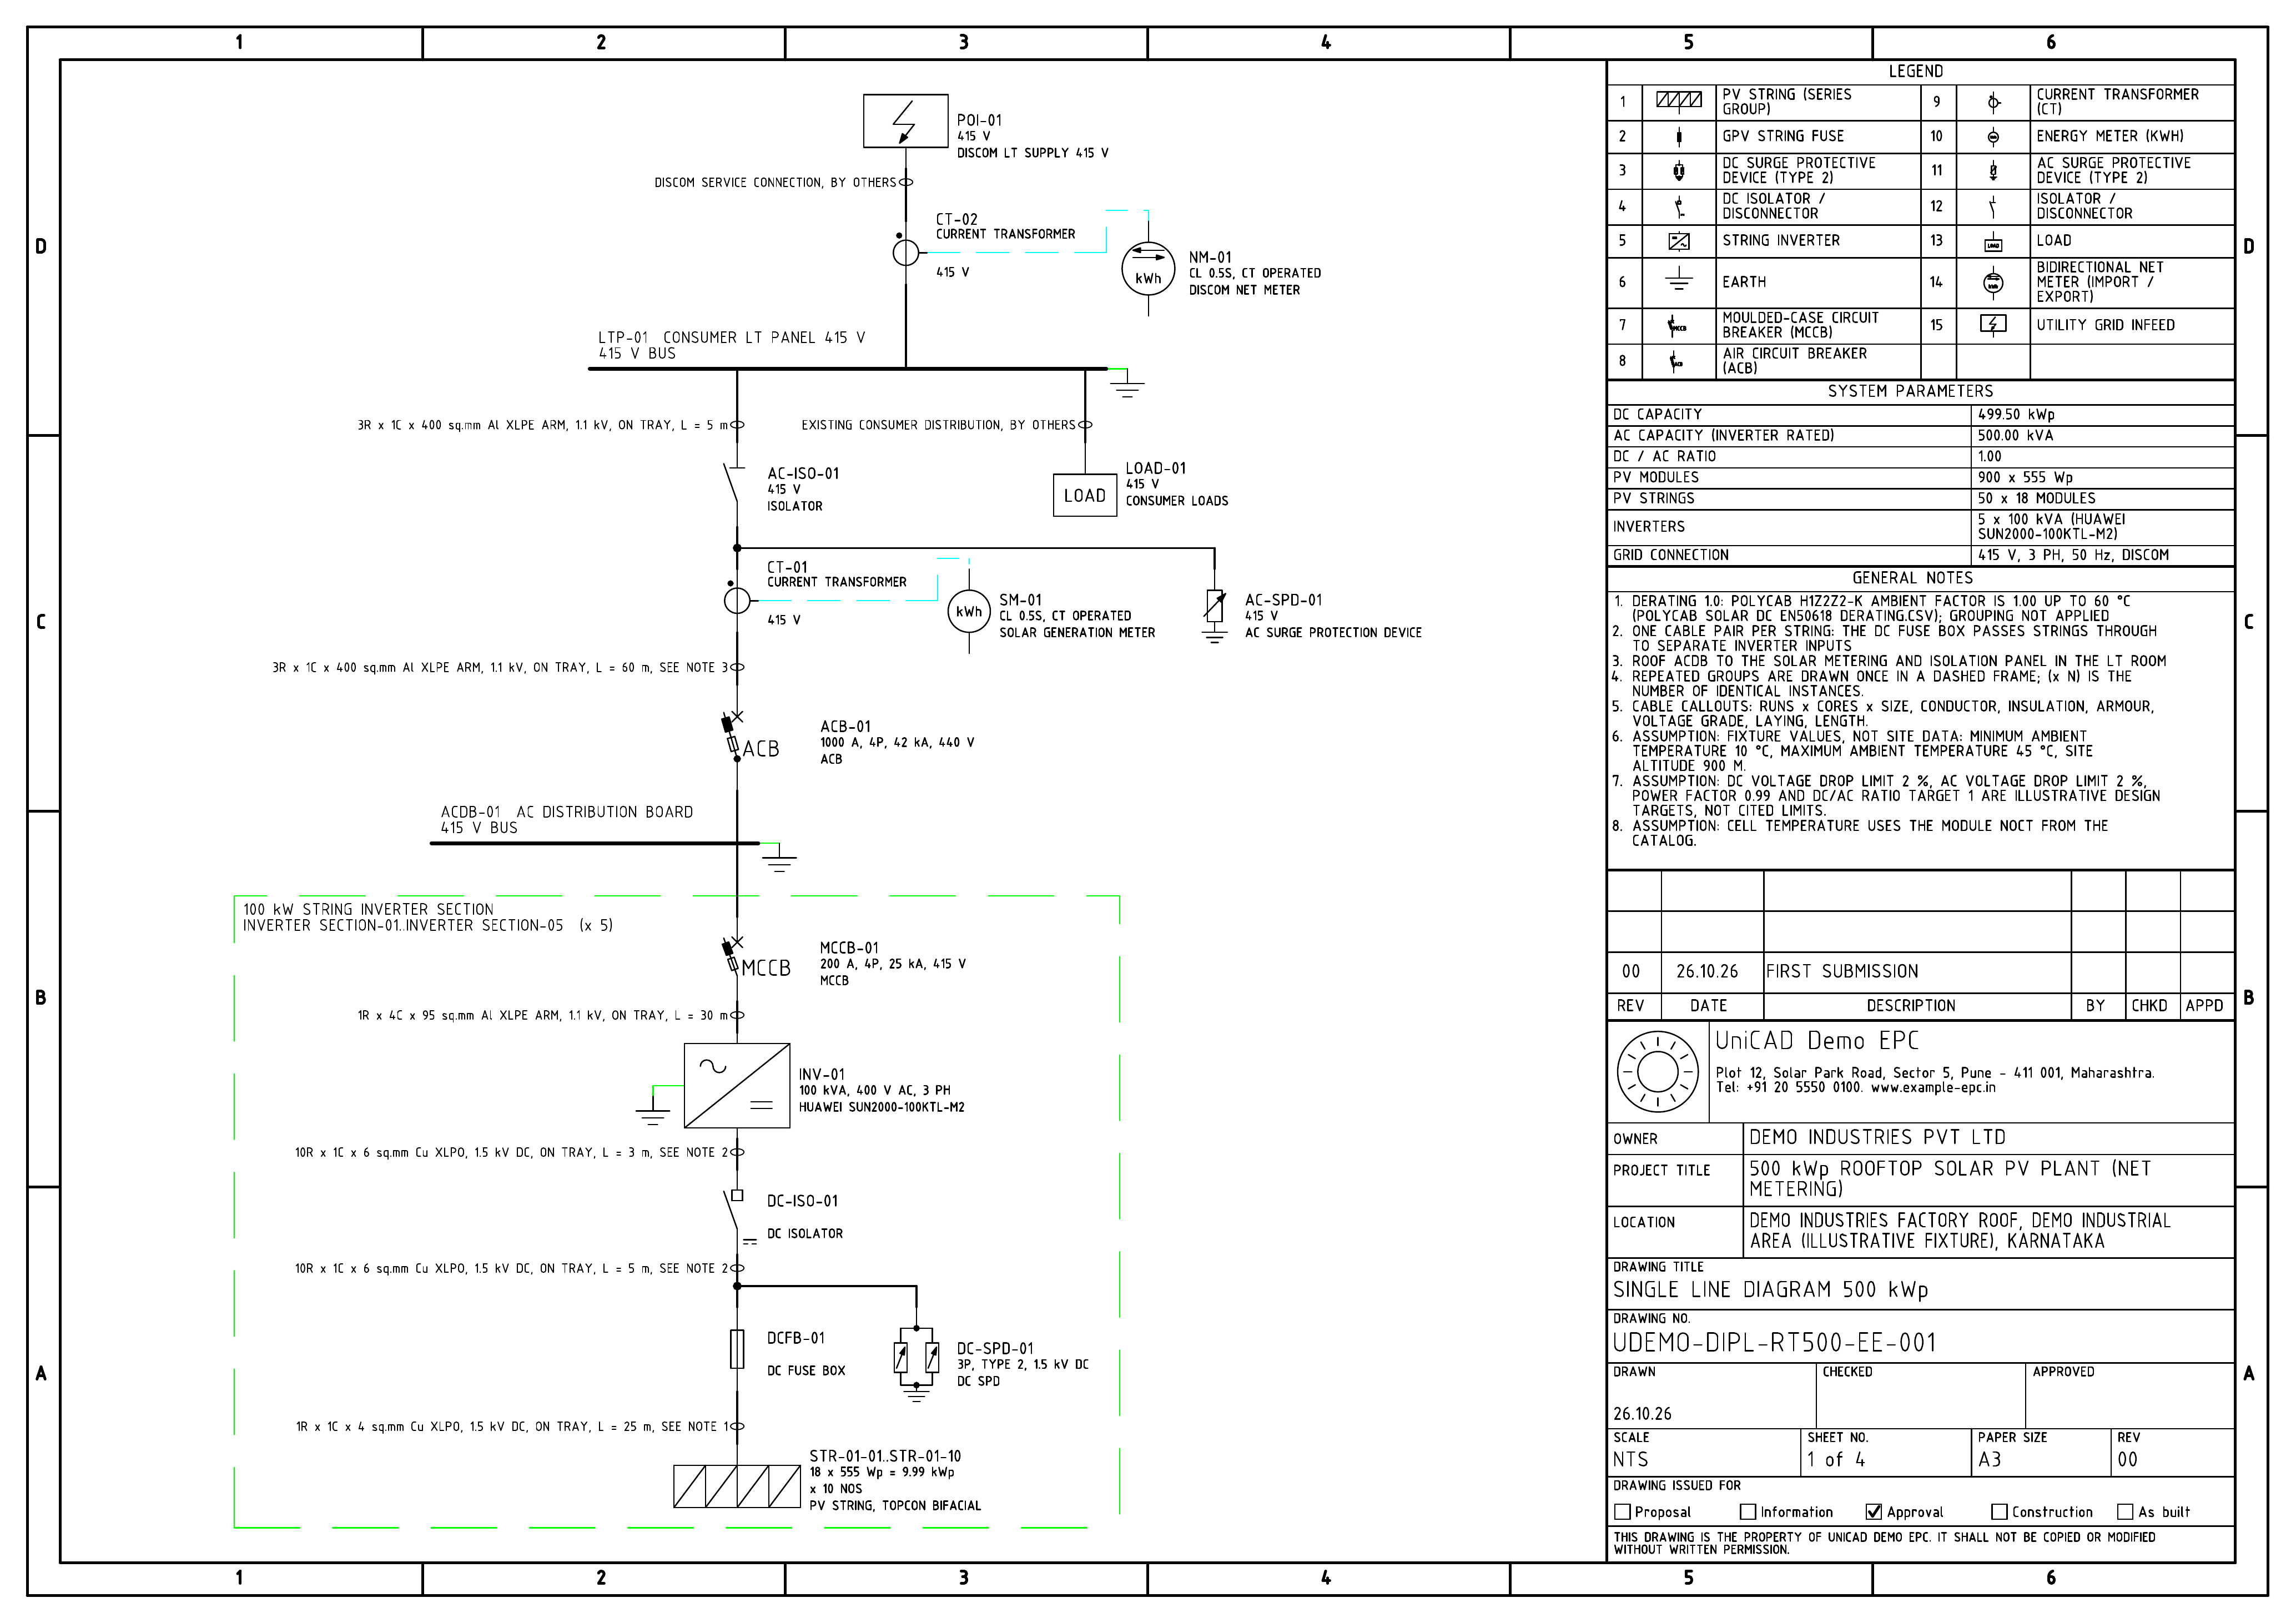 1 2 3 4 5 6
D
C
B
A
POI-01
415 V
DISCOM LT SUPPLY 415 V
DISCOM SERVICE CONNECTION, BY OTHERS
CT-02
CURRENT TRANSFORMER
415 V
kWh
NM-01
CL 0.5S, CT OPERATED
DISCOM NET METER
LTP-01 CONSUMER LT PANEL 415 V
415 V BUS
3R x 1C x 400 sq.mm Al XLPE ARM, 1.1 kV, ON TRAY, L = 5 m
EXISTING CONSUMER DISTRIBUTION, BY OTHERS
AC-ISO-01
415 V
ISOLATOR
LOAD
LOAD-01
415 V
CONSUMER LOADS
CT-01
CURRENT TRANSFORMER
415 V
kWh
SM-01
CL 0.5S, CT OPERATED
SOLAR GENERATION METER
AC-SPD-01
415 V
AC SURGE PROTECTION DEVICE
3R x 1C x 400 sq.mm Al XLPE ARM, 1.1 kV, ON TRAY, L = 60 m, SEE NOTE 3
ACB
ACB-01
1000 A, 4P, 42 kA, 440 V
ACB
ACDB-01 AC DISTRIBUTION BOARD
415 V BUS
100 kW STRING INVERTER SECTION
INVERTER SECTION-01..INVERTER SECTION-05 (x 5)
MCCB
MCCB-01
200 A, 4P, 25 kA, 415 V
MCCB
1R x 4C x 95 sq.mm Al XLPE ARM, 1.1 kV, ON TRAY, L = 30 m
INV-01
100 kVA, 400 V AC, 3 PH
HUAWEI SUN2000-100KTL-M2
10R x 1C x 6 sq.mm Cu XLPO, 1.5 kV DC, ON TRAY, L = 3 m, SEE NOTE 2
DC-ISO-01
DC ISOLATOR
10R x 1C x 6 sq.mm Cu XLPO, 1.5 kV DC, ON TRAY, L = 5 m, SEE NOTE 2
DCFB-01
DC FUSE BOX
DC-SPD-01
3P, TYPE 2, 1.5 kV DC
DC SPD
1R x 1C x 4 sq.mm Cu XLPO, 1.5 kV DC, ON TRAY, L = 25 m, SEE NOTE 1
STR-01-01..STR-01-10
18 x 555 Wp = 9.99 kWp
x 10 NOS
PV STRING, TOPCON BIFACIAL
LEGEND
1 PV STRING (SERIES
GROUP)
9 CURRENT TRANSFORMER
(CT)
2 GPV STRING FUSE
10 ENERGY METER (KWH)
3 DC SURGE PROTECTIVE
DEVICE (TYPE 2)
11 AC SURGE PROTECTIVE
DEVICE (TYPE 2)
4 DC ISOLATOR /
DISCONNECTOR
12 ISOLATOR /
DISCONNECTOR
5 STRING INVERTER
13 LOAD LOAD
6 EARTH
14 kWh BIDIRECTIONAL NET
METER (IMPORT /
EXPORT)
7 MCCB MOULDED-CASE CIRCUIT
BREAKER (MCCB)
15 UTILITY GRID INFEED
8 ACB AIR CIRCUIT BREAKER
(ACB)
SYSTEM PARAMETERS
DC CAPACITY 499.50 kWp
AC CAPACITY (INVERTER RATED) 500.00 kVA
DC / AC RATIO 1.00
PV MODULES 900 x 555 Wp
PV STRINGS 50 x 18 MODULES
INVERTERS 5 x 100 kVA (HUAWEI
SUN2000-100KTL-M2)
GRID CONNECTION 415 V, 3 PH, 50 Hz, DISCOM
GENERAL NOTES
1. DERATING 1.0: POLYCAB H1Z2Z2-K AMBIENT FACTOR IS 1.00 UP TO 60 °C
(POLYCAB SOLAR DC EN50618 DERATING.CSV); GROUPING NOT APPLIED
2. ONE CABLE PAIR PER STRING: THE DC FUSE BOX PASSES STRINGS THROUGH
TO SEPARATE INVERTER INPUTS
3. ROOF ACDB TO THE SOLAR METERING AND ISOLATION PANEL IN THE LT ROOM
4. REPEATED GROUPS ARE DRAWN ONCE IN A DASHED FRAME; (x N) IS THE
NUMBER OF IDENTICAL INSTANCES.
5. CABLE CALLOUTS: RUNS x CORES x SIZE, CONDUCTOR, INSULATION, ARMOUR,
VOLTAGE GRADE, LAYING, LENGTH.
6. ASSUMPTION: FIXTURE VALUES, NOT SITE DATA: MINIMUM AMBIENT
TEMPERATURE 10 °C, MAXIMUM AMBIENT TEMPERATURE 45 °C, SITE
ALTITUDE 900 M.
7. ASSUMPTION: DC VOLTAGE DROP LIMIT 2 %, AC VOLTAGE DROP LIMIT 2 %,
POWER FACTOR 0.99 AND DC/AC RATIO TARGET 1 ARE ILLUSTRATIVE DESIGN
TARGETS, NOT CITED LIMITS.
8. ASSUMPTION: CELL TEMPERATURE USES THE MODULE NOCT FROM THE
CATALOG.
00 26.10.26 FIRST SUBMISSION
REV DATE DESCRIPTION BY CHKD APPD
UniCAD Demo EPC
Plot 12, Solar Park Road, Sector 5, Pune - 411 001, Maharashtra.
Tel: +91 20 5550 0100. www.example-epc.in
OWNER DEMO INDUSTRIES PVT LTD
PROJECT TITLE 500 kWp ROOFTOP SOLAR PV PLANT (NET
METERING)
LOCATION DEMO INDUSTRIES FACTORY ROOF, DEMO INDUSTRIAL
AREA (ILLUSTRATIVE FIXTURE), KARNATAKA
DRAWING TITLE
SINGLE LINE DIAGRAM 500 kWp
DRAWING NO.
UDEMO-DIPL-RT500-EE-001
DRAWN CHECKED APPROVED
26.10.26
SCALE SHEET NO. PAPER SIZE REV
NTS 1 of 4 A3 00
DRAWING ISSUED FOR
Proposal Information Approval Construction As built
THIS DRAWING IS THE PROPERTY OF UNICAD DEMO EPC. IT SHALL NOT BE COPIED OR MODIFIED
WITHOUT WRITTEN PERMISSION.
D
C
B
A
1 2 3 4 5 6